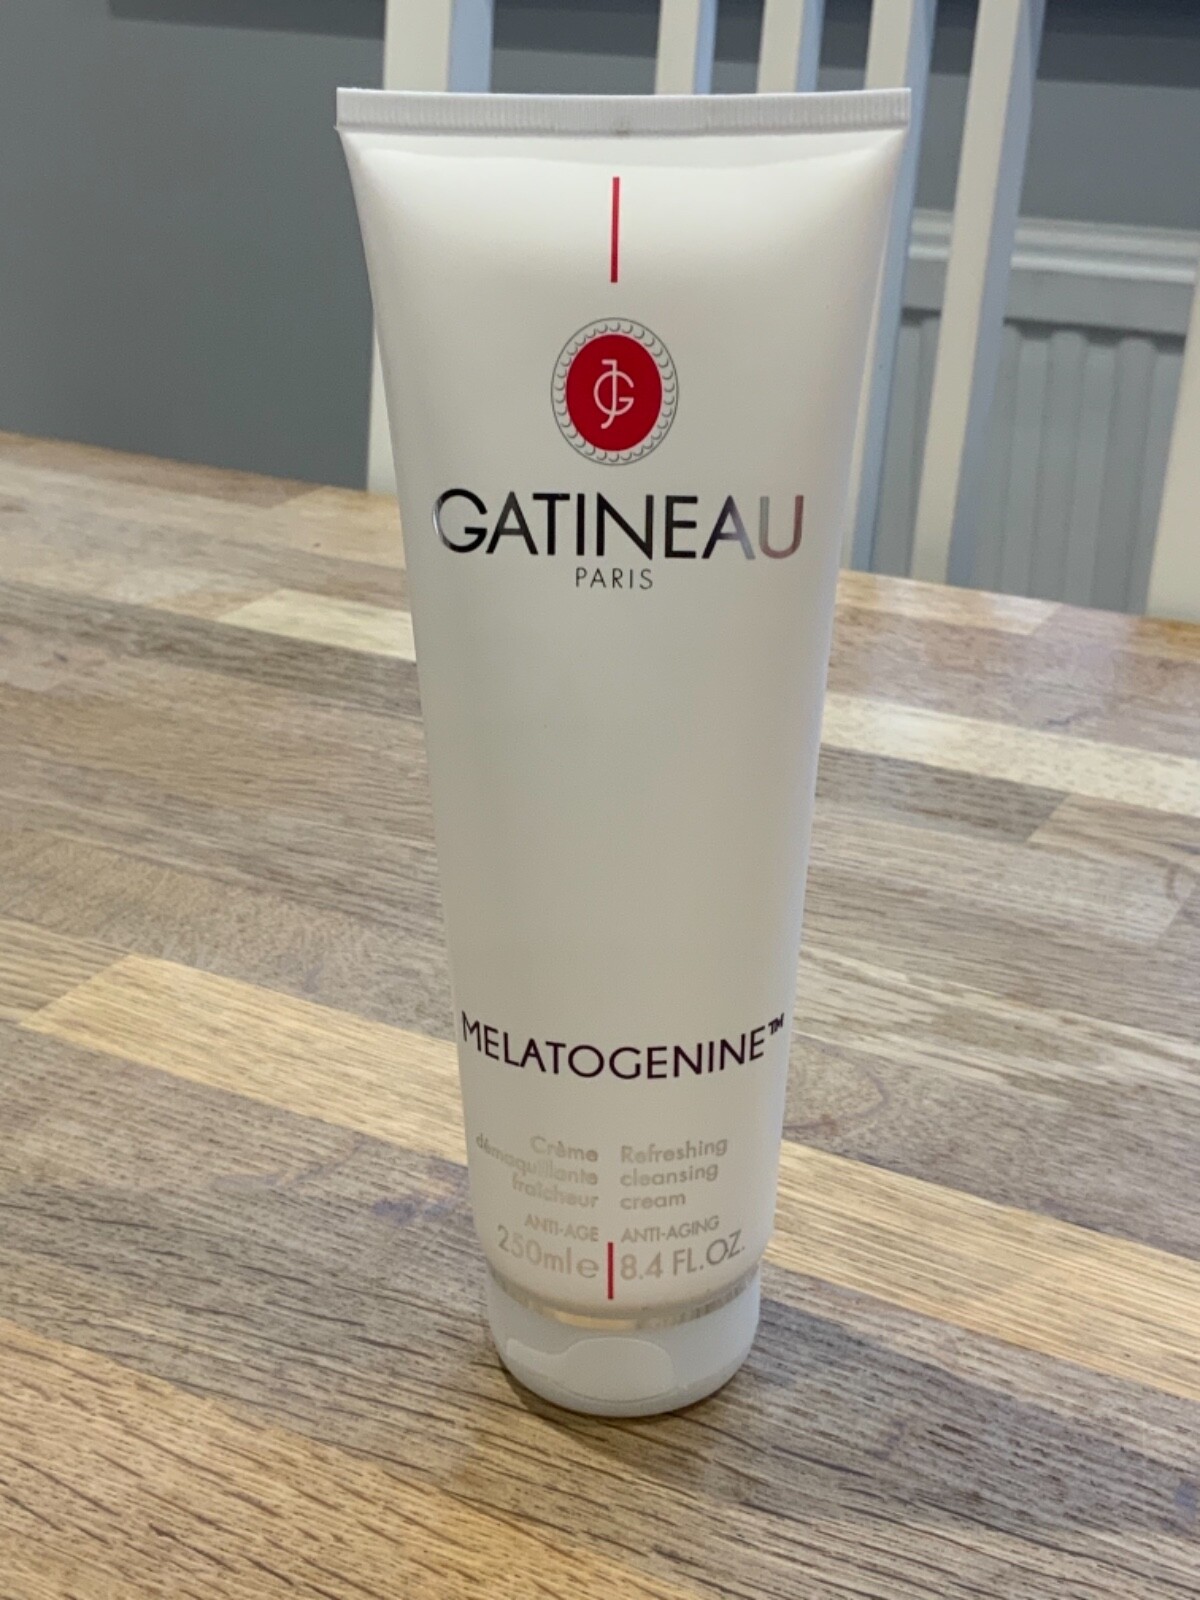 JG
GATINEAU
PARIS
MELATOGENINE™
Crème
démaquillante
fraîcheur
ANTI-AGE
250ml e
Refreshing
cleansing
cream
ANTI-AGING
8.4 FL.OZ.